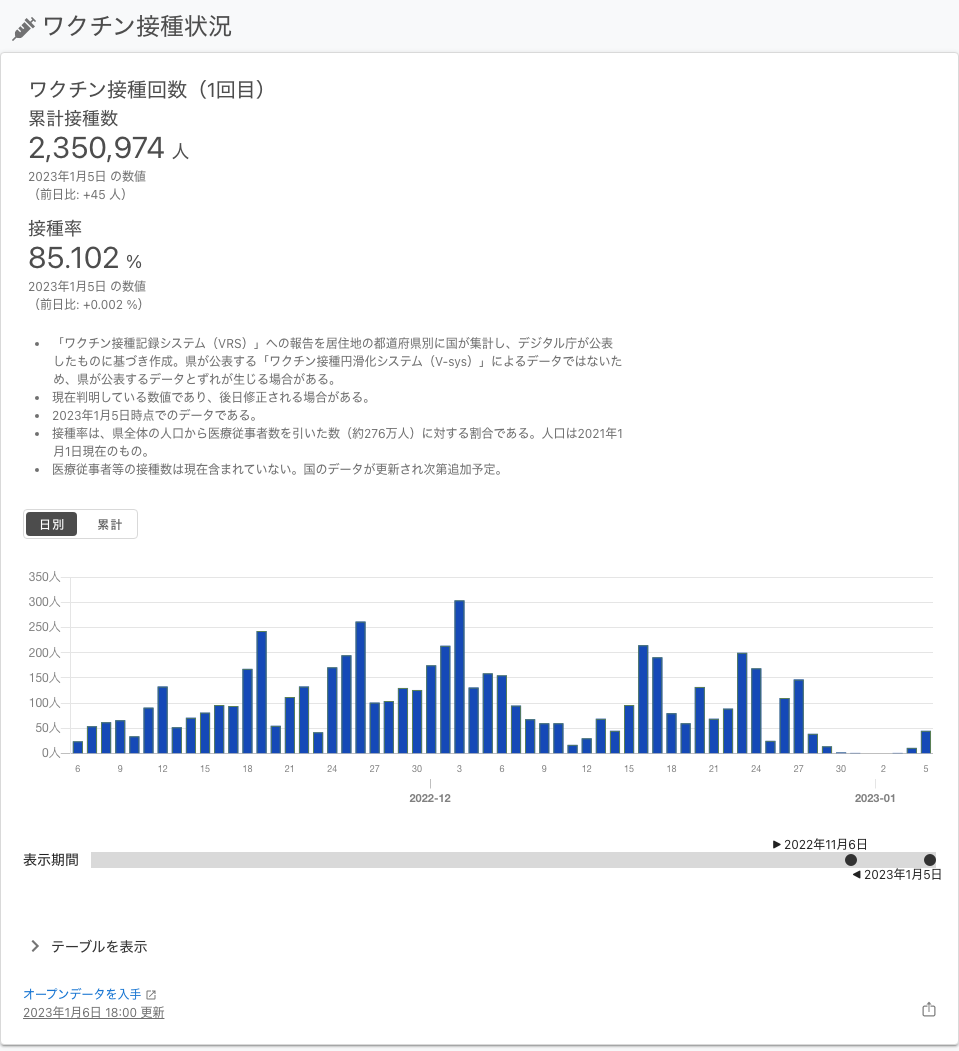 ワクチン接種状況
ワクチン接種回数（1回目）
累計接種数
2,350,974 人
2023年1月5日 の数値
（前日比: +45 人）
接種率
85.102 %
2023年1月5日 の数値
（前日比: +0.002 %）
• 「ワクチン接種記録システム（VRS）」への報告を居住地の都道府県別に国が集計し、デジタル庁が公表
したものに基づき作成。県が公表する「ワクチン接種円滑化システム（V-sys）」によるデータではないた
め、県が公表するデータとずれが生じる場合がある。
• 現在判明している数値であり、後日修正される場合がある。
• 2023年1月5日時点でのデータである。
• 接種率は、県全体の人口から医療従事者数を引いた数（約276万人）に対する割合である。人口は2021年1
月1日現在のもの。
• 医療従事者等の接種数は現在含まれていない。国のデータが更新され次第追加予定。
日別 累計
350人
300人
250人
200人
150人
100人
50人
0人
6 9 12 15 18 21 24 27 30 3 6 9 12 15 18 21 24 27 30 2 5
2022-12 2023-01
▶ 2022年11月6日
表示期間
◀ 2023年1月5日
テーブルを表示
オープンデータを入手
2023年1月6日 18:00 更新